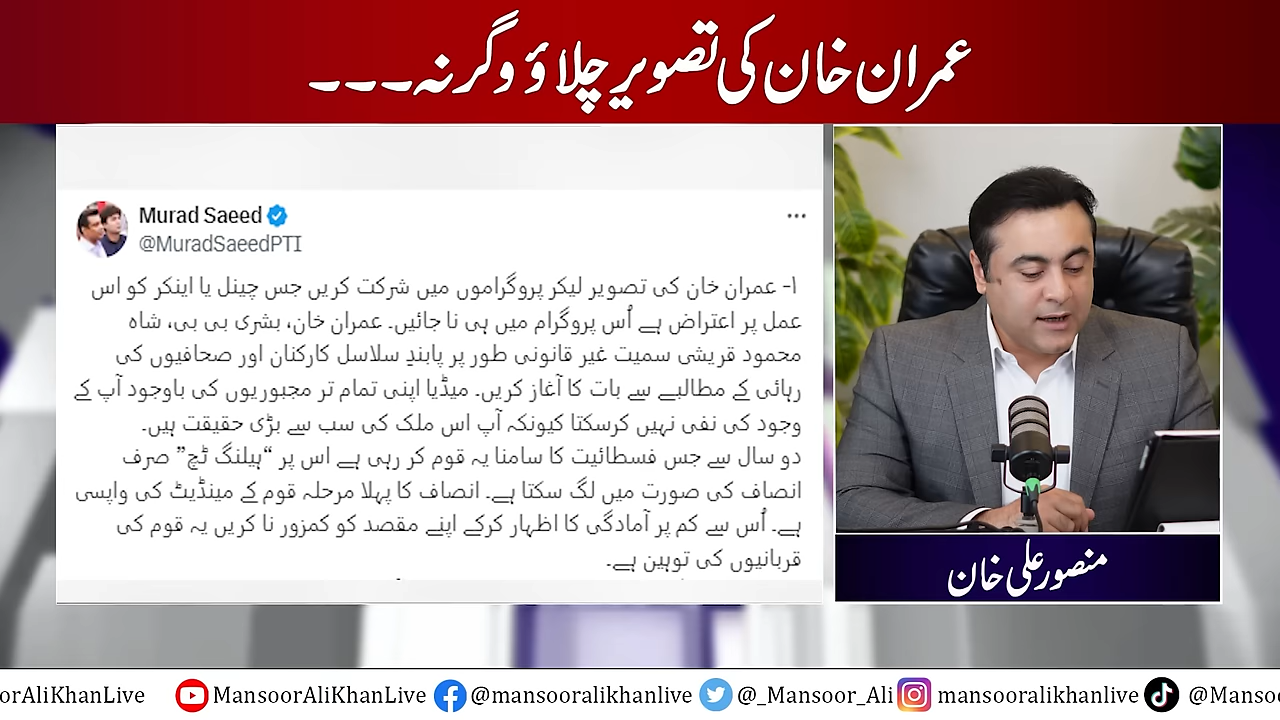 عمران خان کی تصویر چلاؤ وگرنہ۔۔۔
Murad Saeed
@MuradSaeedPTI
۱- عمران خان کی تصویر لیکر پروگراموں میں شرکت کریں جس چینل یا اینکر کو اس
عمل پر اعتراض ہے اُس پروگرام میں ہی نا جائیں۔ عمران خان، بشری بی بی، شاہ
محمود قریشی سمیت غیر قانونی طور پر پابندِ سلاسل کارکنان اور صحافیوں کی
رہائی کے مطالبے سے بات کا آغاز کریں۔ میڈیا اپنی تمام تر مجبوریوں کی باوجود آپ کے
وجود کی نفی نہیں کرسکتا کیونکہ آپ اس ملک کی سب سے بڑی حقیقت ہیں۔
دو سال سے جس فسطائیت کا سامنا یہ قوم کر رہی ہے اس پر “ہیلنگ ٹچ” صرف
انصاف کی صورت میں لگ سکتا ہے۔ انصاف کا پہلا مرحلہ قوم کے مینڈیٹ کی واپسی
ہے۔ اُس سے کم پر آمادگی کا اظہار کرکے اپنے مقصد کو کمزور نا کریں یہ قوم کی
قربانیوں کی توہین ہے۔
منصور علی خان
oorAliKhanLive MansoorAliKhanLive @mansooralikhanlive @_Mansoor_Ali mansooralikhanlive @Manso